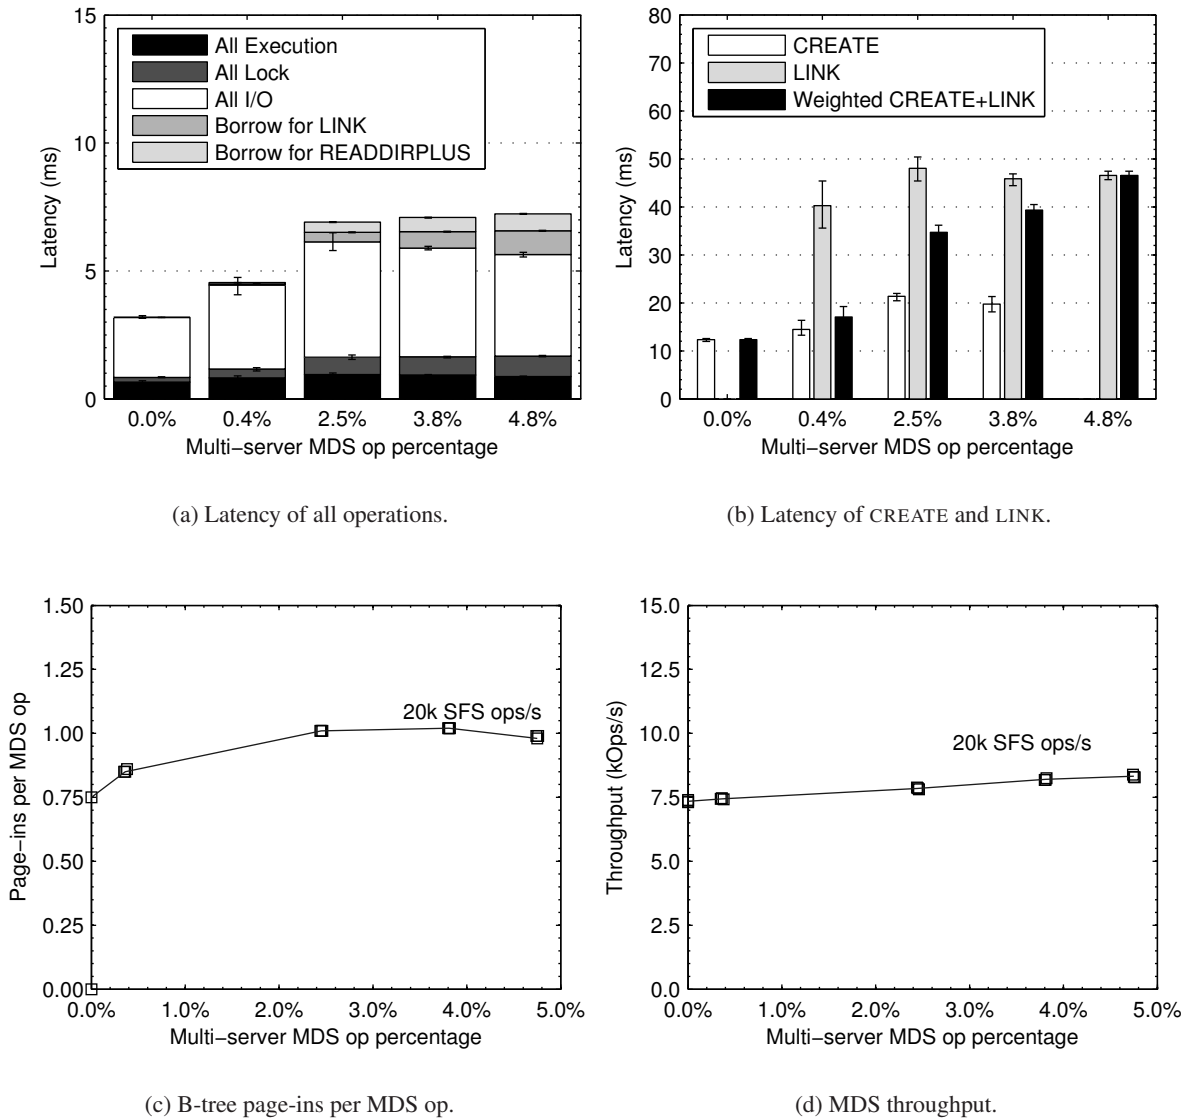 15
10
5
0
Latency (ms)
All Execution
All Lock
All I/O
Borrow for LINK
Borrow for READDIRPLUS
0.0% 0.4% 2.5% 3.8% 4.8%
Multi−server MDS op percentage
(a) Latency of all operations.
80
70
60
50
40
30
20
10
0
Latency (ms)
CREATE
LINK
Weighted CREATE+LINK
0.0% 0.4% 2.5% 3.8% 4.8%
Multi−server MDS op percentage
(b) Latency of CREATE and LINK.
1.50
1.25
1.00
0.75
0.50
0.25
0.00
Page−ins per MDS op
20k SFS ops/s
0.0% 1.0% 2.0% 3.0% 4.0% 5.0%
Multi−server MDS op percentage
(c) B-tree page-ins per MDS op.
15.0
12.5
10.0
7.5
5.0
2.5
0.0
Throughput (kOps/s)
20k SFS ops/s
0.0% 1.0% 2.0% 3.0% 4.0% 5.0%
Multi−server MDS op percentage
(d) MDS throughput.